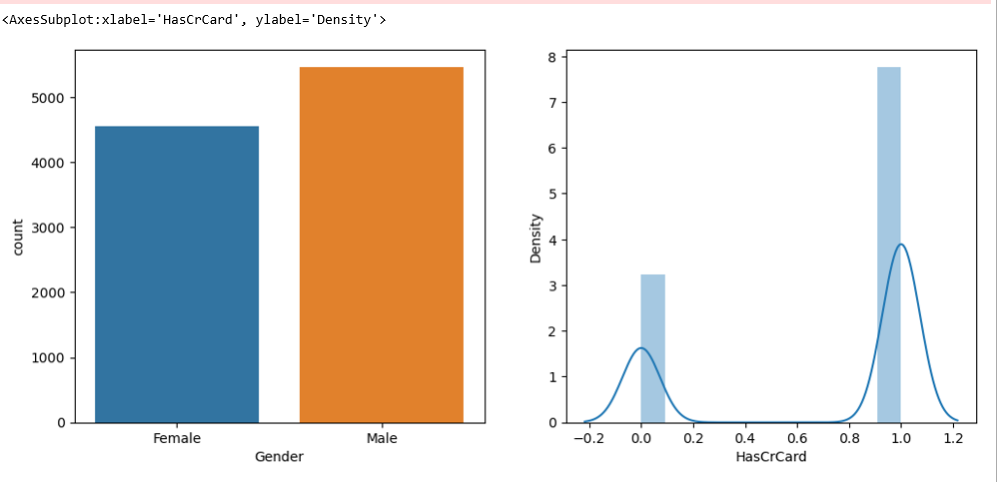 <AxesSubplot:xlabel='HasCrCard', ylabel='Density'>
5000
4000
3000
2000
1000
0
count
Female Male
Gender
8
7
6
5
4
3
2
1
0
Density
−0.2 0.0 0.2 0.4 0.6 0.8 1.0 1.2
HasCrCard